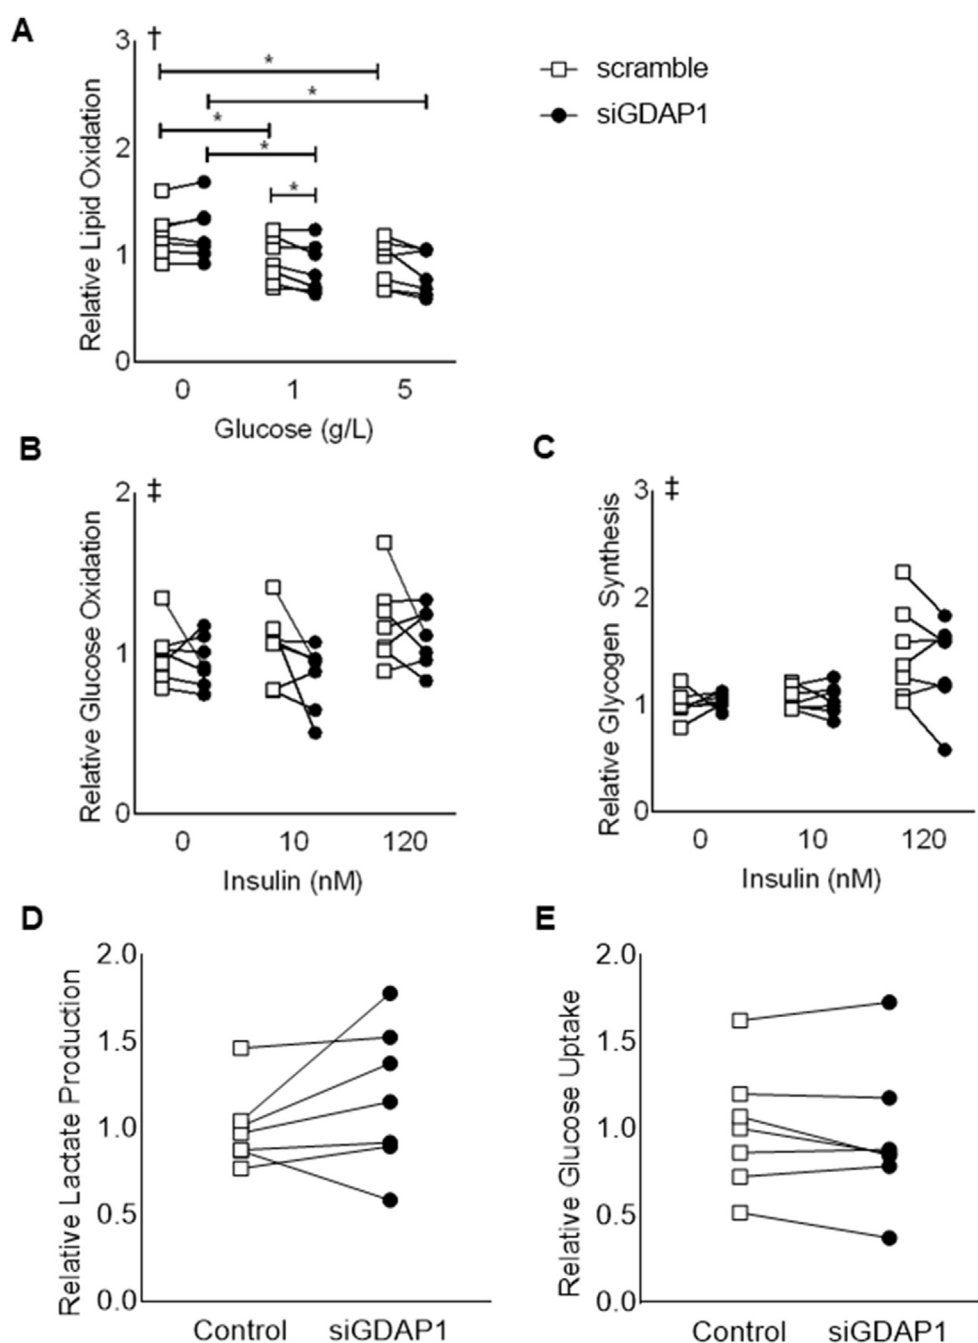 A
Relative Lipid Oxidation
3
2
1
0
†
*
*
*
*
*
0 1 5
Glucose (g/L)
scramble
siGDAP1
B
Relative Glucose Oxidation
2
1
0
‡
0 10 120
Insulin (nM)
C
Relative Glycogen Synthesis
3
2
1
0
‡
0 10 120
Insulin (nM)
D
Relative Lactate Production
2.0
1.5
1.0
0.5
0.0
Control siGDAP1
E
Relative Glucose Uptake
2.0
1.5
1.0
0.5
0.0
Control siGDAP1